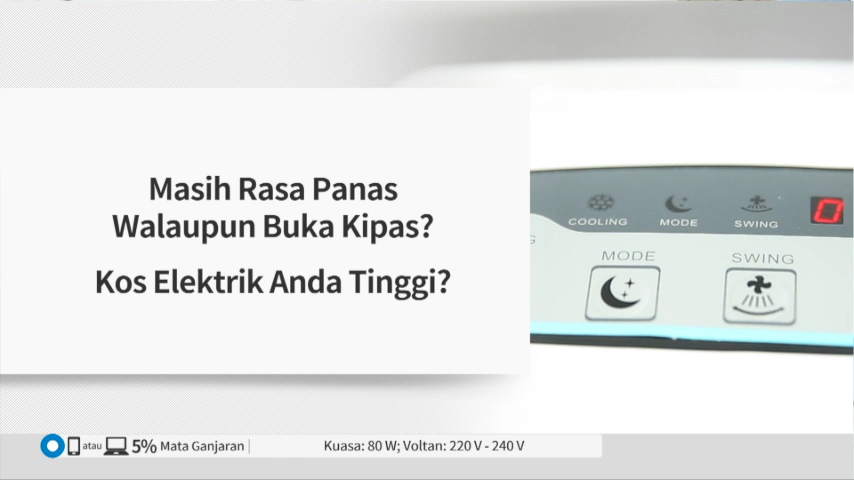 Masih Rasa Panas
Walaupun Buka Kipas?
Kos Elektrik Anda Tinggi?
COOLING MODE SWING 0
MODE SWING
atau 5% Mata Ganjaran | Kuasa: 80 W; Voltan: 220 V - 240 V